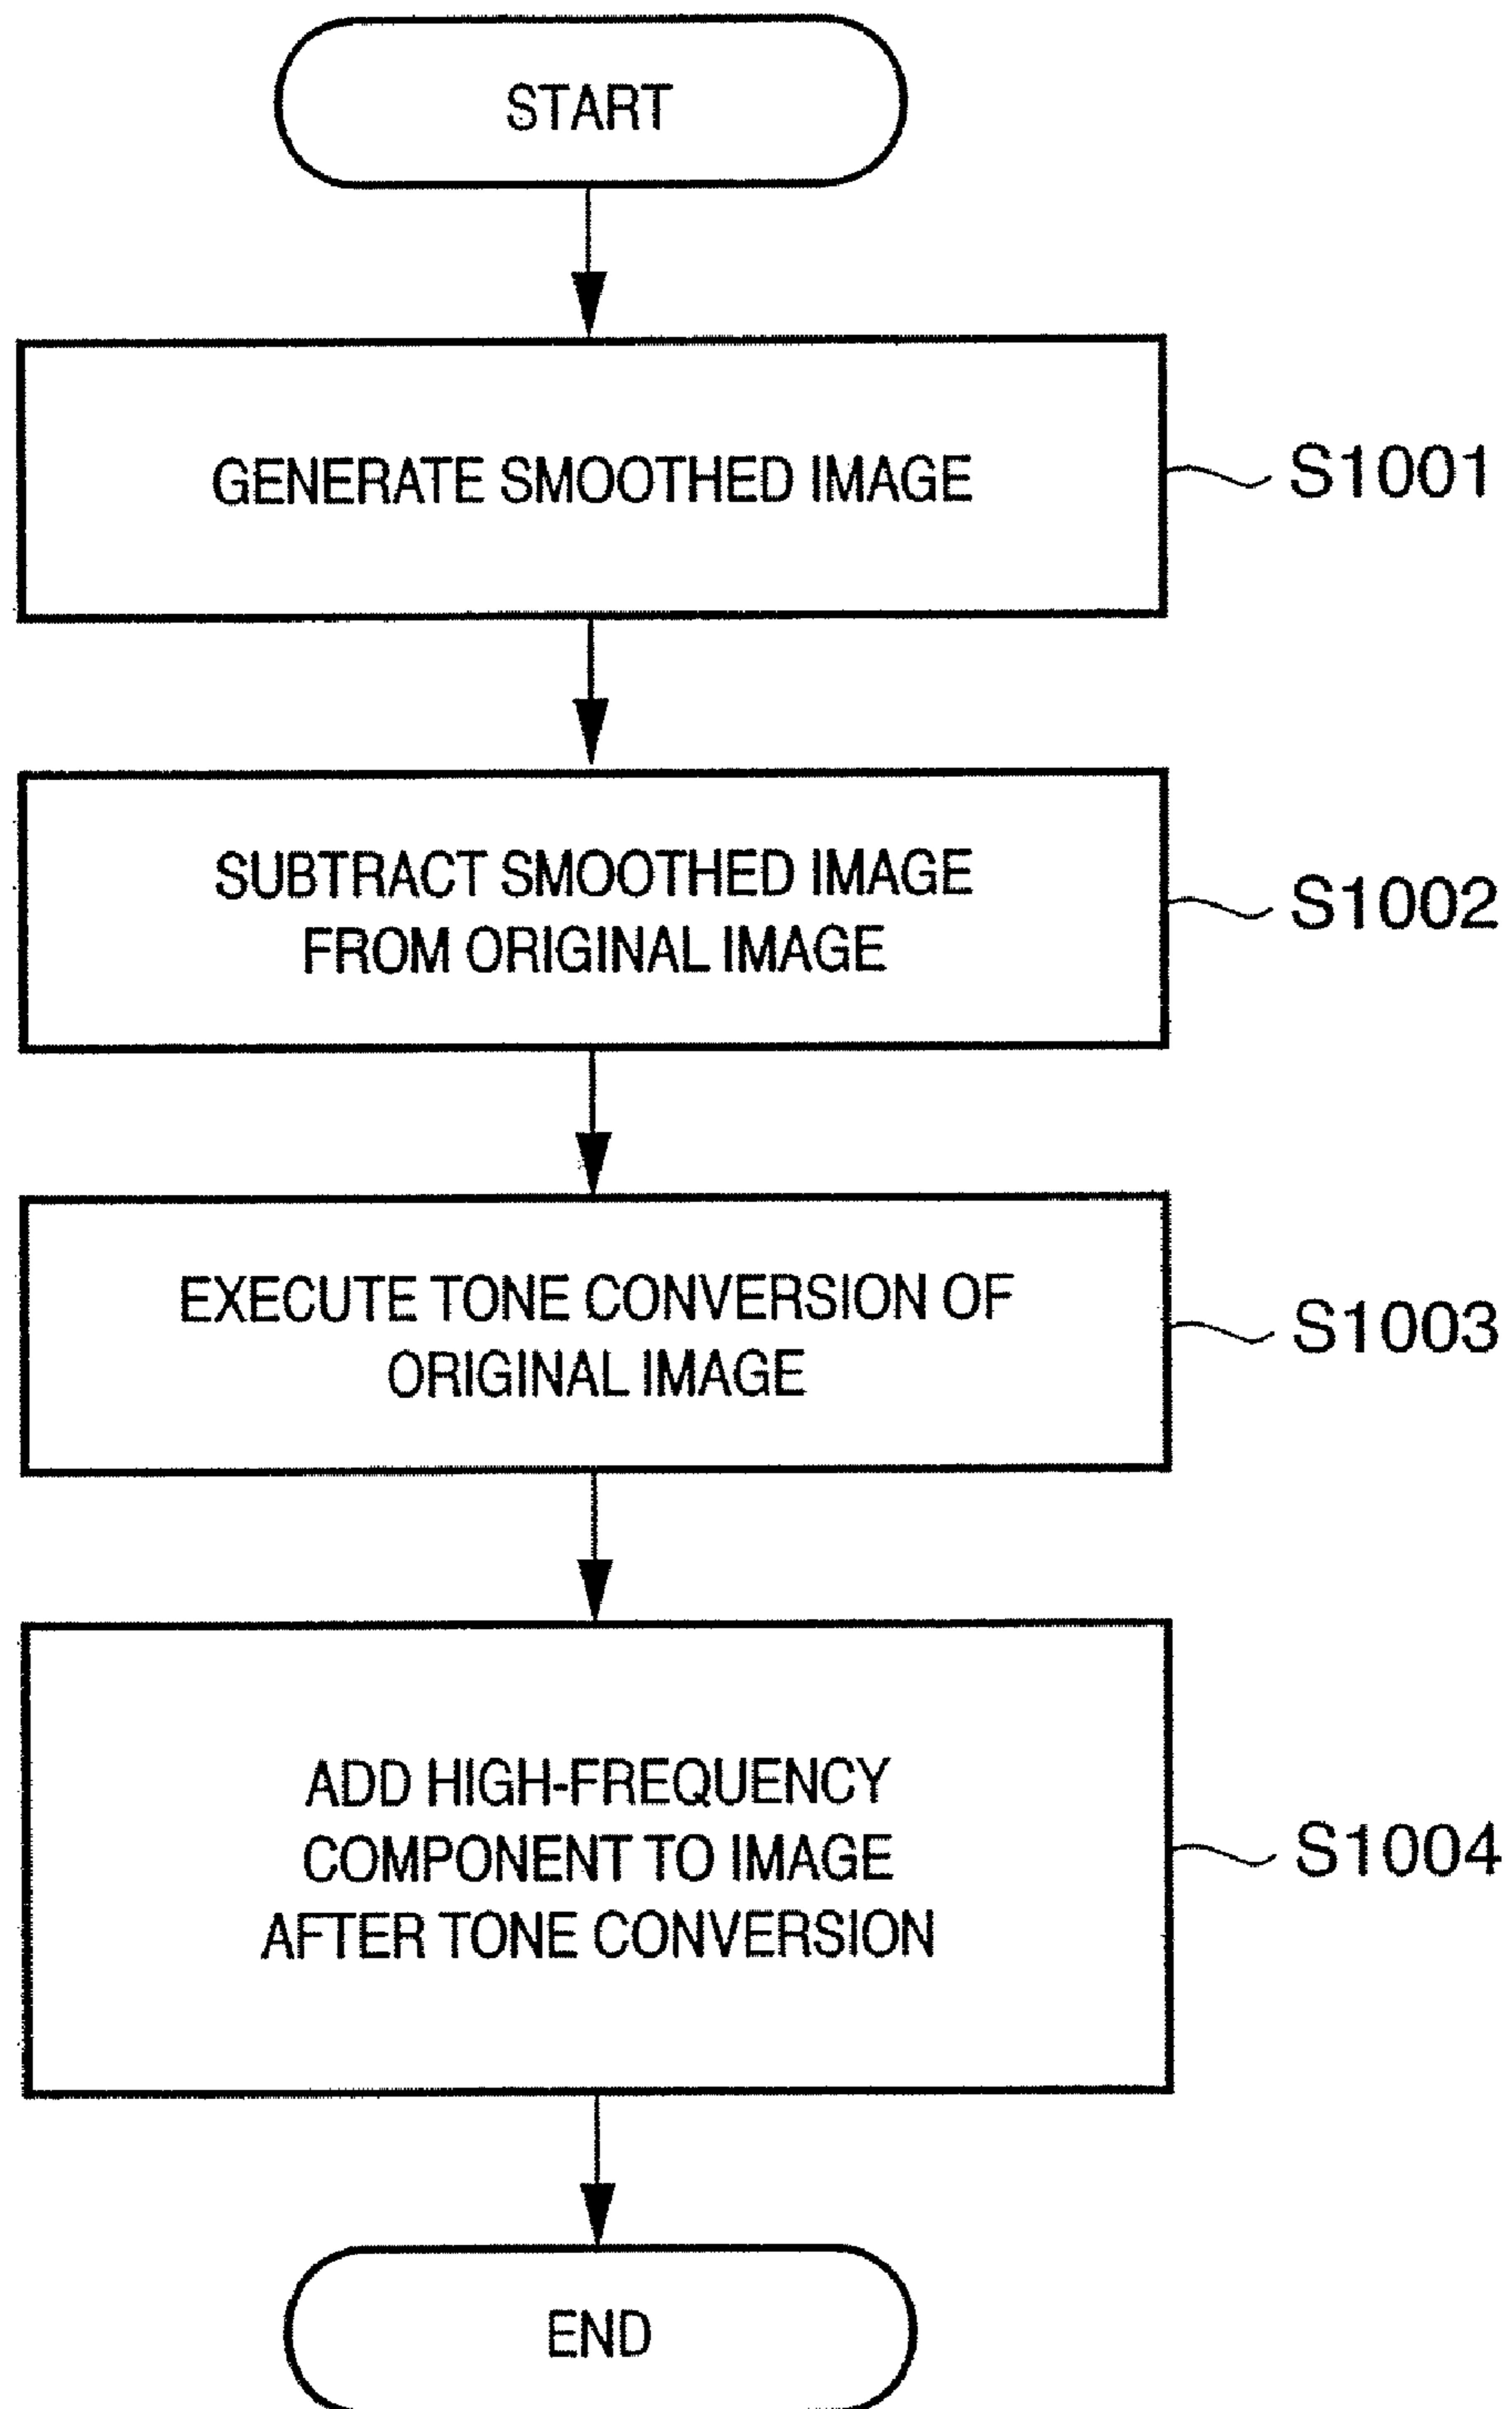 START
GENERATE SMOOTHED IMAGE
S1001
SUBTRACT SMOOTHED IMAGE
FROM ORIGINAL IMAGE
S1002
EXECUTE TONE CONVERSION OF
ORIGINAL IMAGE
S1003
ADD HIGH-FREQUENCY
COMPONENT TO IMAGE
AFTER TONE CONVERSION
S1004
END